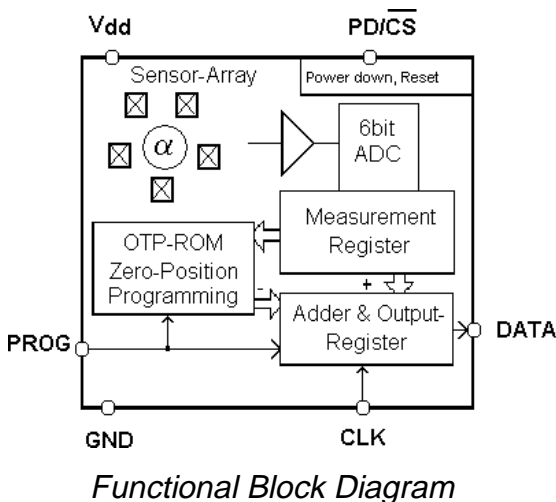 Vdd
PD/CS
Sensor-Array
Power down, Reset
α
6bit
ADC
Measurement
Register
OTP-ROM
Zero-Position
Programming
-
+
Adder & Output-
Register
PROG
DATA
GND
CLK
Functional Block Diagram